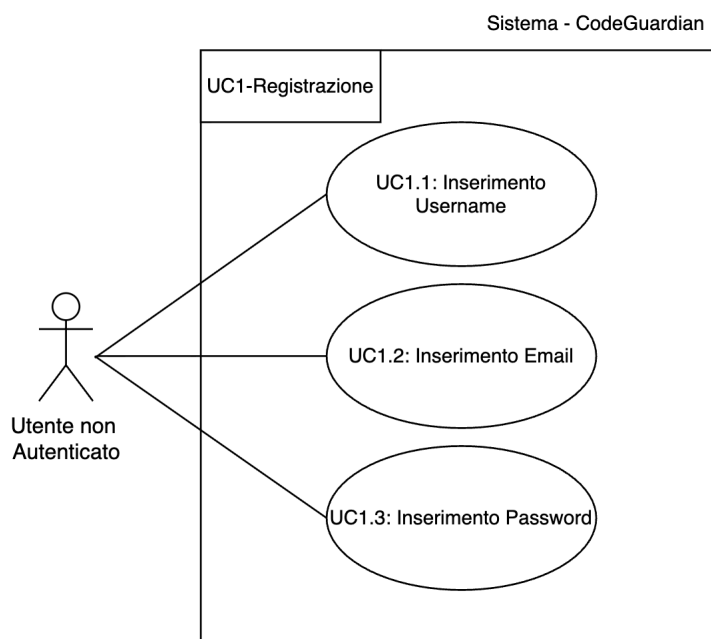 Sistema - CodeGuardian
UC1-Registrazione
UC1.1: Inserimento
Username
UC1.2: Inserimento Email
Utente non
Autenticato
UC1.3: Inserimento Password